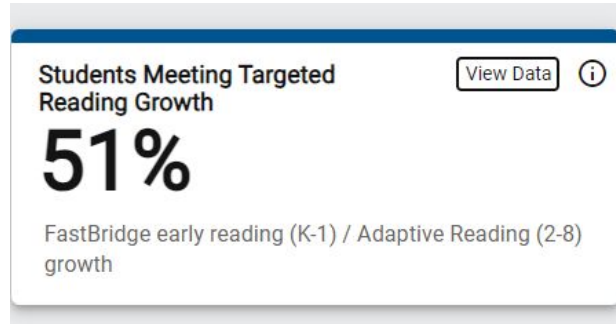 Students Meeting Targeted
Reading Growth
View Data
51%
FastBridge early reading (K-1) / Adaptive Reading (2-8)
growth